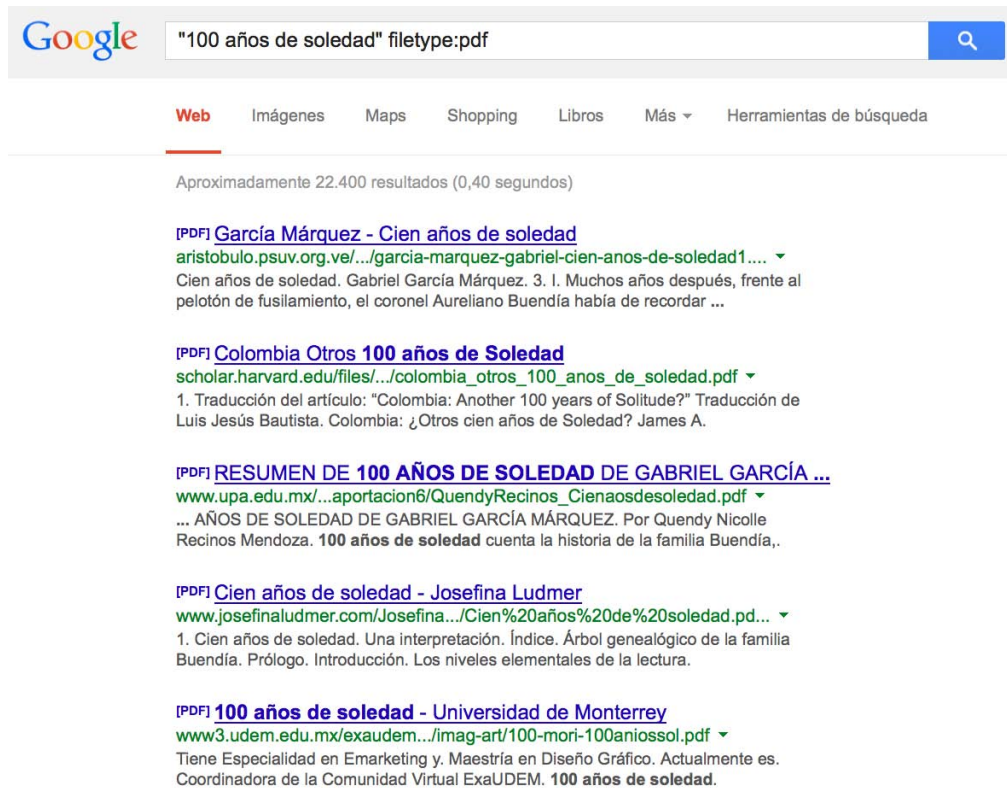 Google "100 años de soledad" filetype:pdf
Web Imágenes Maps Shopping Libros Más Herramientas de búsqueda
Aproximadamente 22.400 resultados (0,40 segundos)
[PDF] García Márquez - Cien años de soledad
aristobulo.psuv.org.ve/.../garcia-marquez-gabriel-cien-anos-de-soledad1....
Cien años de soledad. Gabriel García Márquez. 3. I. Muchos años después, frente al
pelotón de fusilamiento, el coronel Aureliano Buendía había de recordar ...
[PDF] Colombia Otros 100 años de Soledad
scholar.harvard.edu/files/.../colombia_otros_100_anos_de_soledad.pdf
1. Traducción del artículo: “Colombia: Another 100 years of Solitude?” Traducción de
Luis Jesús Bautista. Colombia: ¿Otros cien años de Soledad? James A.
[PDF] RESUMEN DE 100 AÑOS DE SOLEDAD DE GABRIEL GARCÍA ...
www.upa.edu.mx/...aportacion6/QuendyRecinos_Cienaosdesoledad.pdf
... AÑOS DE SOLEDAD DE GABRIEL GARCÍA MÁRQUEZ. Por Quendy Nicolle
Recinos Mendoza. 100 años de soledad cuenta la historia de la familia Buendía,.
[PDF] Cien años de soledad - Josefina Ludmer
www.josefinaludmer.com/Josefina.../Cien%20años%20de%20soledad.pd...
1. Cien años de soledad. Una interpretación. Índice. Árbol genealógico de la familia
Buendía. Prólogo. Introducción. Los niveles elementales de la lectura.
[PDF] 100 años de soledad - Universidad de Monterrey
www3.udem.edu.mx/exaudem.../imag-art/100-mori-100aniossol.pdf
Tiene Especialidad en Emarketing y. Maestría en Diseño Gráfico. Actualmente es.
Coordinadora de la Comunidad Virtual ExaUDEM. 100 años de soledad.